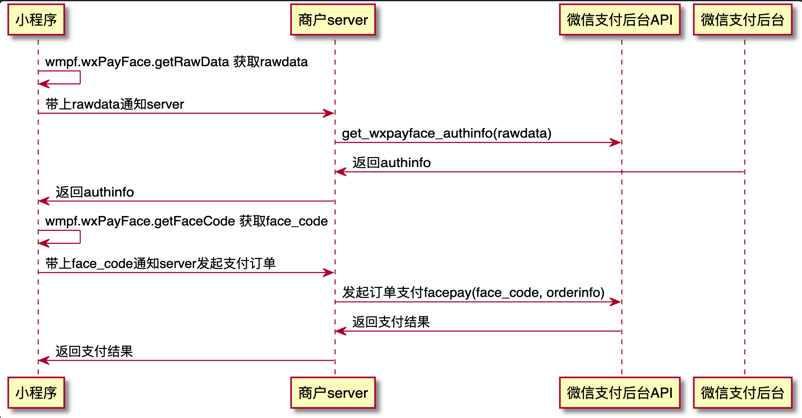 小程序
商户server
微信支付后台API
微信支付后台
wmpf.wxPayFace.getRawData 获取rawdata
带上rawdata通知server
get_wxpayface_authinfo(rawdata)
返回authinfo
返回authinfo
wmpf.wxPayFace.getFaceCode 获取face_code
带上face_code通知server发起支付订单
发起订单支付facepay(face_code, orderinfo)
返回支付结果
返回支付结果
小程序
商户server
微信支付后台API
微信支付后台